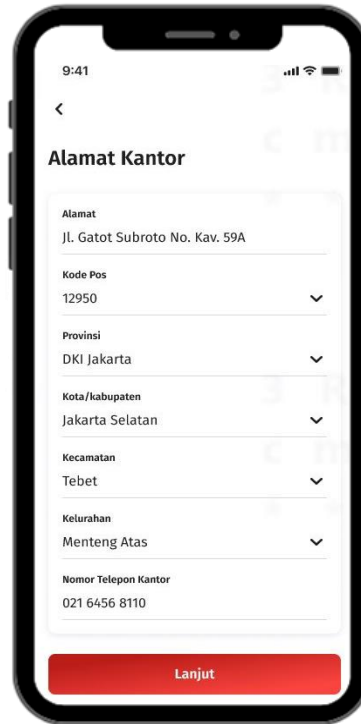 9:41
Alamat Kantor
Alamat
Jl. Gatot Subroto No. Kav. 59A
Kode Pos
12950
Provinsi
DKI Jakarta
Kota/kabupaten
Jakarta Selatan
Kecamatan
Tebet
Kelurahan
Menteng Atas
Nomor Telepon Kantor
021 6456 8110
Lanjut